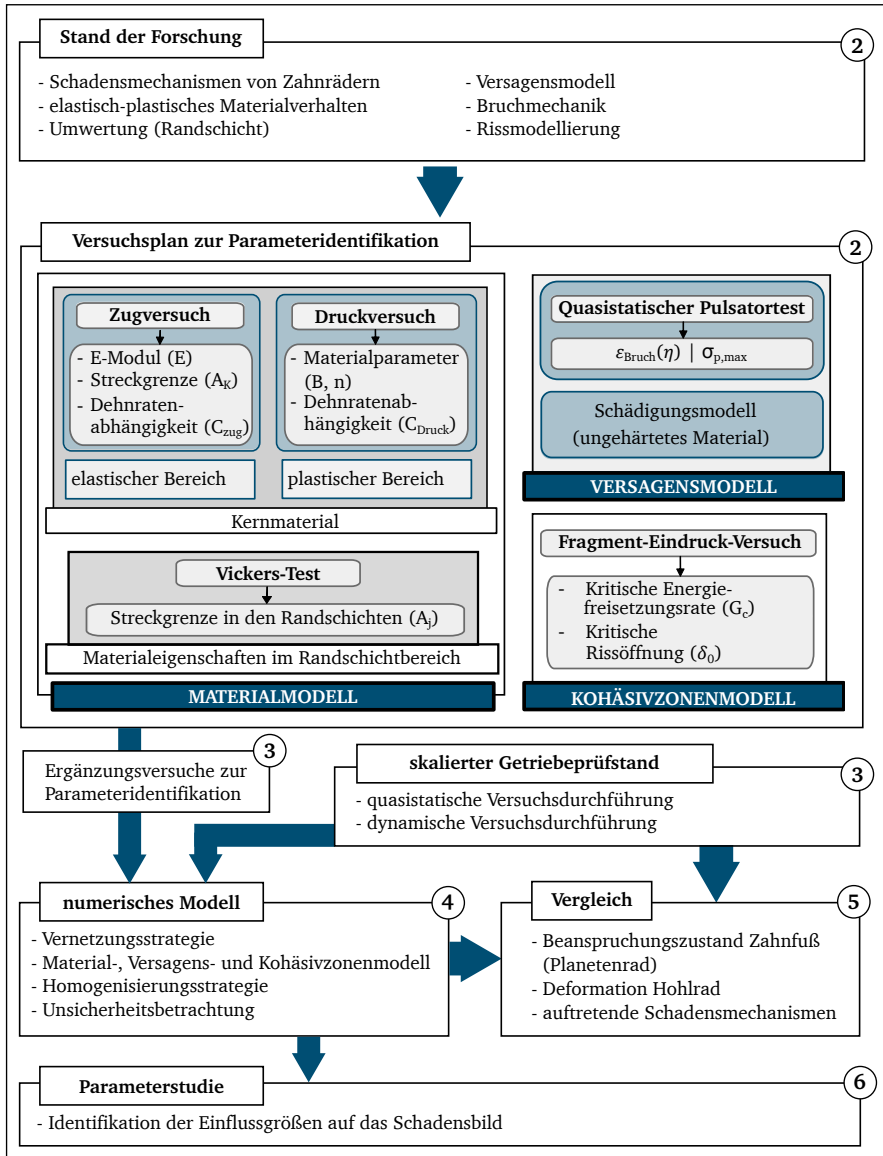 Stand der Forschung
2
- Schadensmechanismen von Zahnrädern
- elastisch-plastisches Materialverhalten
- Umwertung (Randschicht)
- Versagensmodell
- Bruchmechanik
- Rissmodellierung
Versuchsplan zur Parameteridentifikation
2
Zugversuch
- E-Modul (E)
- Streckgrenze (A_K)
- Dehnraten-
abhängigkeit (C_zug)
elastischer Bereich
Druckversuch
- Materialparameter
(B, n)
- Dehnratenab-
hängigkeit (C_Druck)
plastischer Bereich
Kernmaterial
Vickers-Test
Streckgrenze in den Randschichten (A_j)
Materialeigenschaften im Randschichtbereich
MATERIALMODELL
Quasistatischer Pulsatortest
ε_Bruch(η) | σ_p,max
Schädigungsmodell
(ungehärtetes Material)
VERSAGENSMODELL
Fragment-Eindruck-Versuch
- Kritische Energie-
freisetzungsrate (G_c)
- Kritische
Rissöffnung (δ_0)
KOHÄSIVZONENMODELL
3
Ergänzungsversuche zur
Parameteridentifikation
skalierter Getriebeprüfstand
3
- quasistatische Versuchsdurchführung
- dynamische Versuchsdurchführung
numerisches Modell
4
- Vernetzungsstrategie
- Material-, Versagens- und Kohäsivzonenmodell
- Homogenisierungsstrategie
- Unsicherheitsbetrachtung
Vergleich
5
- Beanspruchungszustand Zahnfuß
(Planetenrad)
- Deformation Hohlrad
- auftretende Schadensmechanismen
Parameterstudie
6
- Identifikation der Einflussgrößen auf das Schadensbild